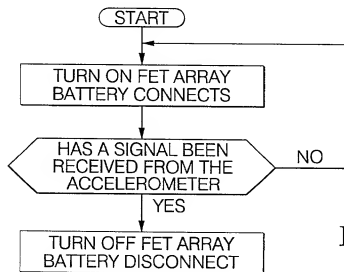 START
TURN ON FET ARRAY
BATTERY CONNECTS
HAS A SIGNAL BEEN
RECEIVED FROM THE
ACCELEROMETER
NO
YES
TURN OFF FET ARRAY
BATTERY DISCONNECT